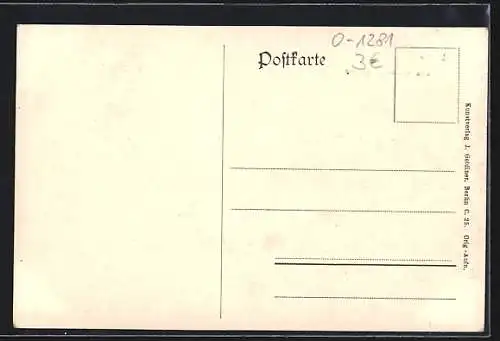 O-1281
Postkarte
3€
Kunstverlag J. Goldiner, Berlin C. 25. Orig-Aufn.